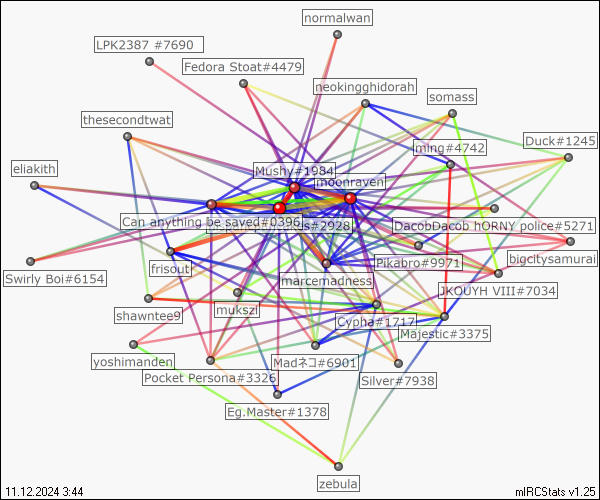 normalwan
LPK2387 #7690
Fedora Stoat#4479
neokingghidorah
somass
thesecondtwat
Duck#1245
ming#4742
eliakith
Mushy#1984
moonraven
Can anything be saved#0396
#2928
DacobDacob hORNY police#5271
bigcitysamurai
Pikabro#9971
frisout
Swirly Boi#6154
marcemadness
JKOUYH VIII#7034
shawntee9
mukszi
Cypha#1717
Majestic#3375
yoshimanden
Madネコ#6901
Pocket Persona#3326
Silver#7938
Eg.Master#1378
zebula
11.12.2024 3:44
mIRCStats v1.25